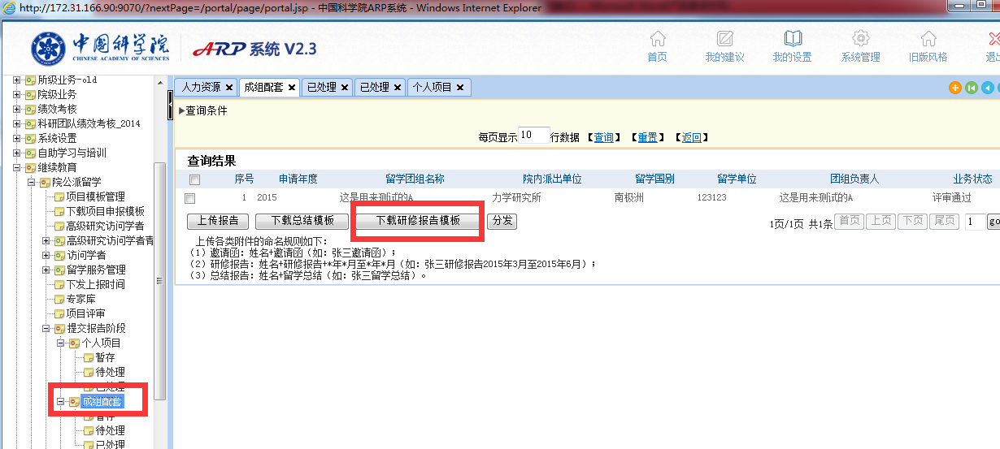 http://172.31.166.90:9070/?nextPage=/portal/page/portal.jsp - 中国科学院ARP系统 - Windows Internet Explorer
中国科学院
CHINESE ACADEMY OF SCIENCES
ARP 系统 V2.3
首页
我的建议
我的设置
系统管理
旧版风格
所级业务-old
院级业务
绩效考核
科研团队绩效考核_2014
系统设置
自助学习与培训
继续教育
院公派留学
项目模板管理
下载项目申报模板
高级研究访问学者
高级研究访问学者青
访问学者
留学服务管理
下发上报时间
专家库
项目评审
提交报告阶段
个人项目
暂存
待处理
已处理
成组配套
暂存
待处理
已处理
人力资源 成组配套 已处理 已处理 个人项目
查询条件
每页显示 10 行数据 【查询】 【重置】 【返回】
查询结果
序号 申请年度 留学团组名称 院内派出单位 留学国别 留学单位 团组负责人 业务状态
1 2015 这是用来测试的A 力学研究所 南极洲 123123 这是用来测试的A 评审通过
上传报告 下载总结模板 下载研修报告模板 分发 1页/1页 共1条 首页 上页 下页 尾页 1 go
上传各类附件的命名规则如下：
（1）邀请函：姓名+邀请函（如：张三邀请函）；
（2）研修报告：姓名+研修报告+*年*月至*年*月（如：张三研修报告2015年3月至2015年6月）；
（3）总结报告：姓名+留学总结（如：张三留学总结）。